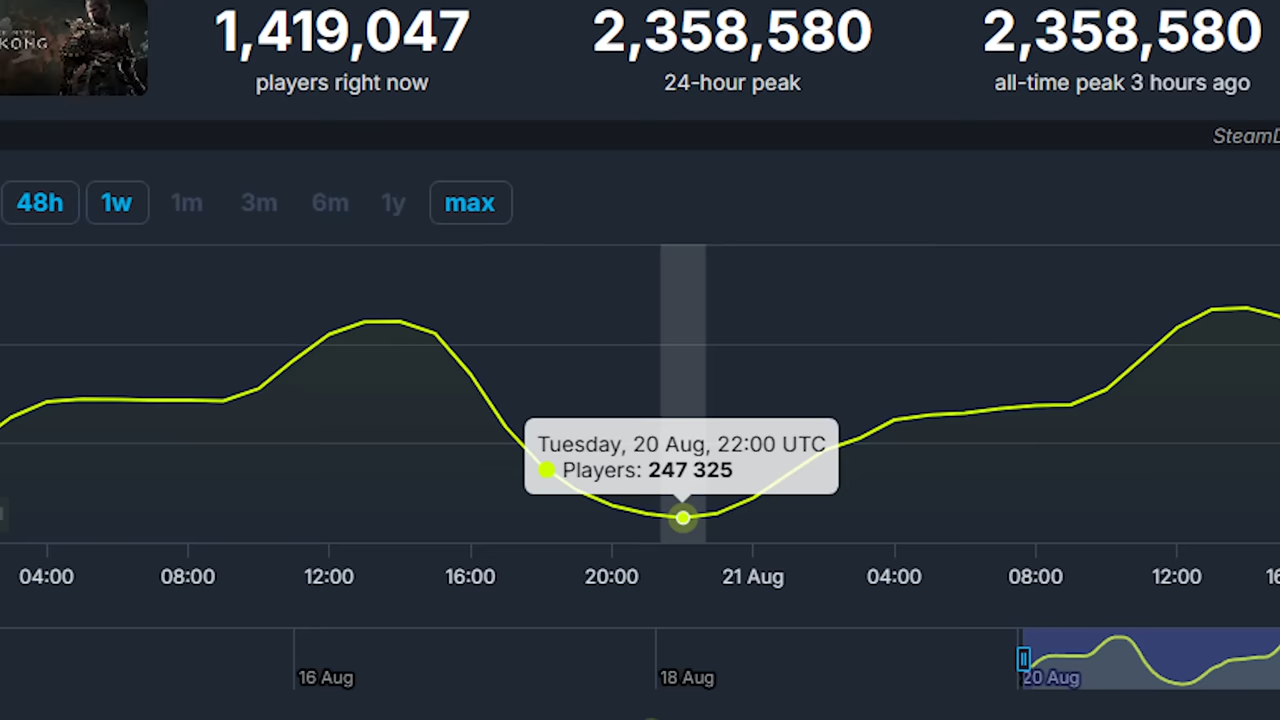 KONG
1,419,047
players right now
2,358,580
24-hour peak
2,358,580
all-time peak 3 hours ago
SteamD
48h 1w 1m 3m 6m 1y max
Tuesday, 20 Aug, 22:00 UTC
Players: 247 325
04:00 08:00 12:00 16:00 20:00 21 Aug 04:00 08:00 12:00 16
16 Aug 18 Aug 20 Aug